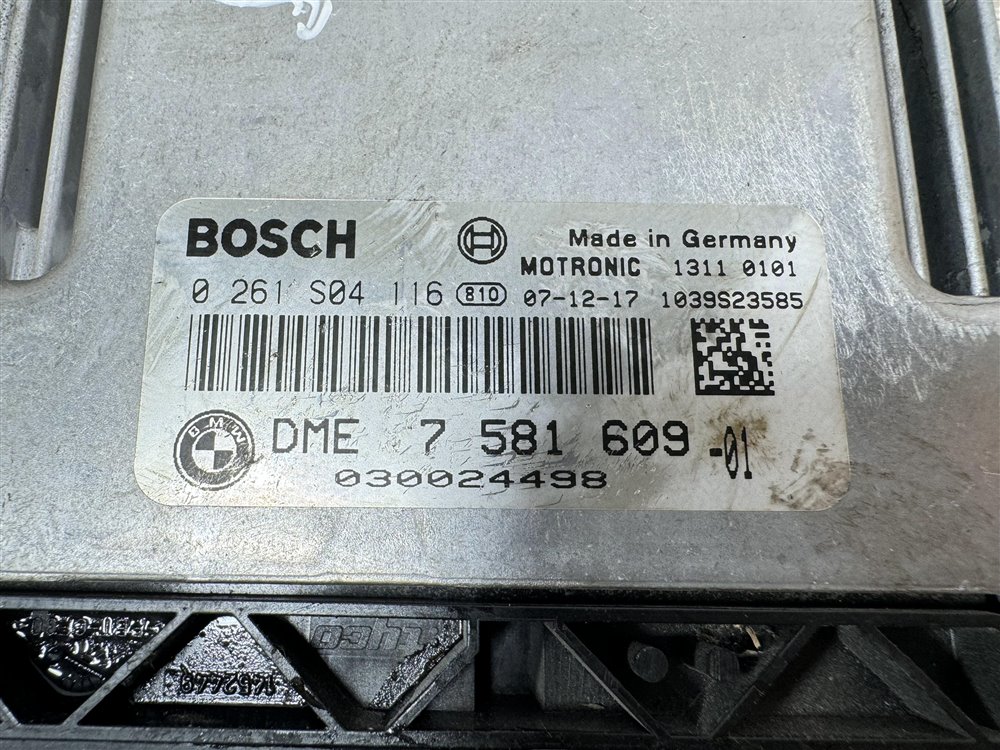 BOSCH
Made in Germany
MOTRONIC 1311 0101
0 261 S04 116 810 07-12-17 1039S23585
BMW
DME 7 581 609 -01
030024498